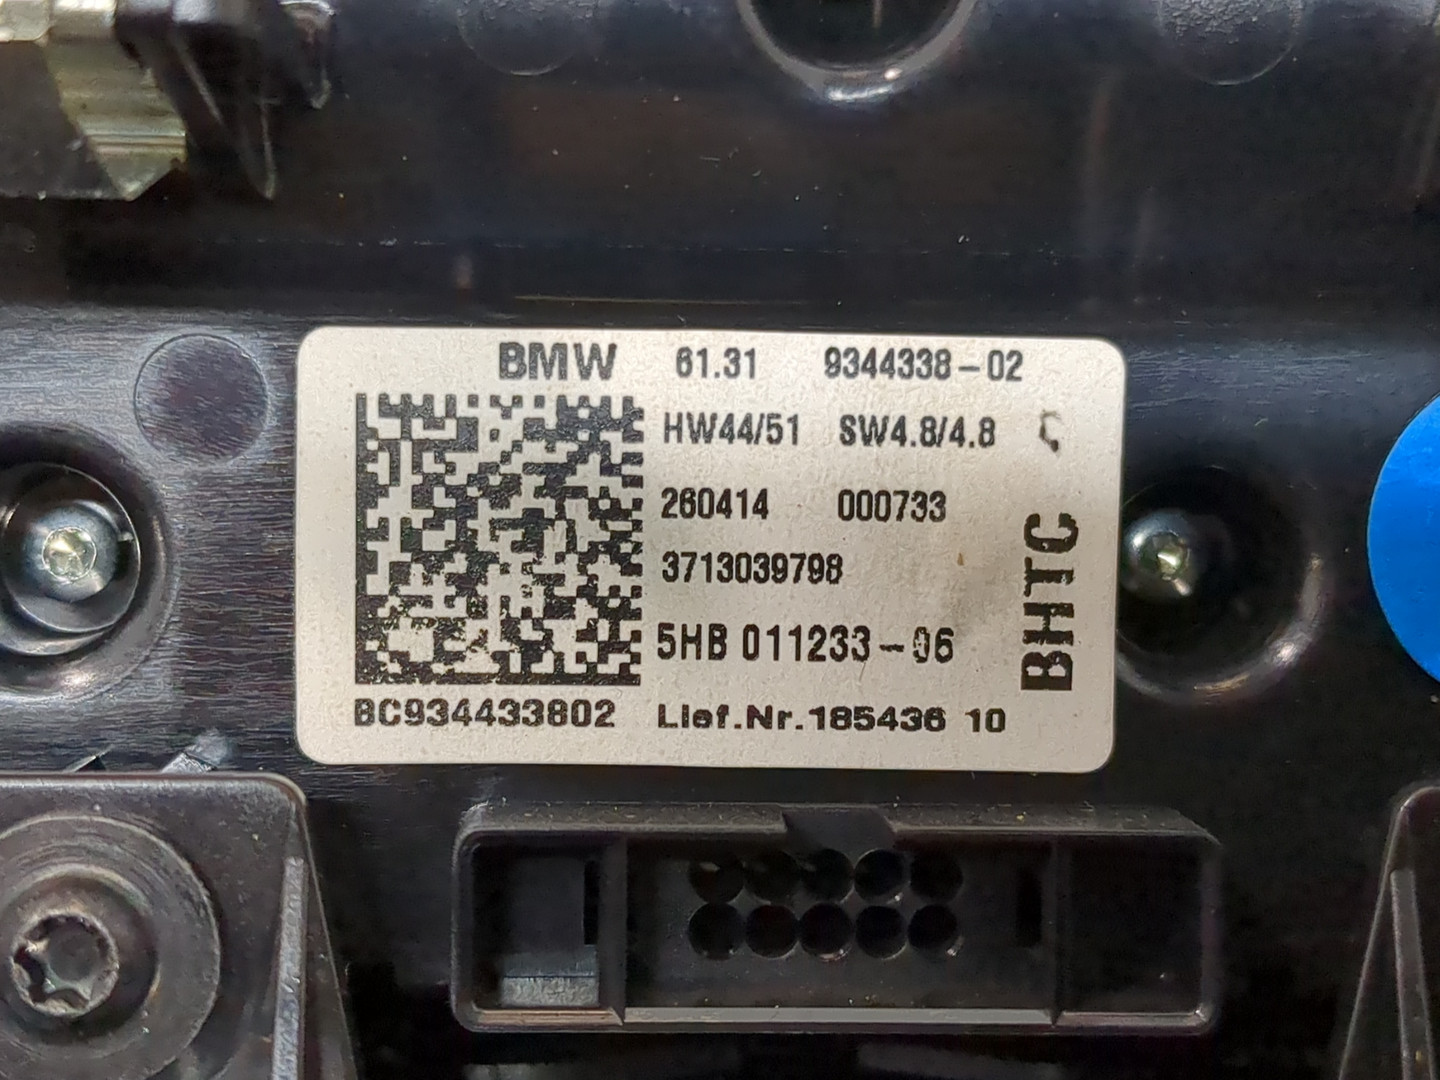 BMW 61.31 9344338-02
HW44/51 SW4.8/4.8
260414 000733
3713039798
5HB 011233-06
BC934433802 Lief.Nr.185436 10
BHTC